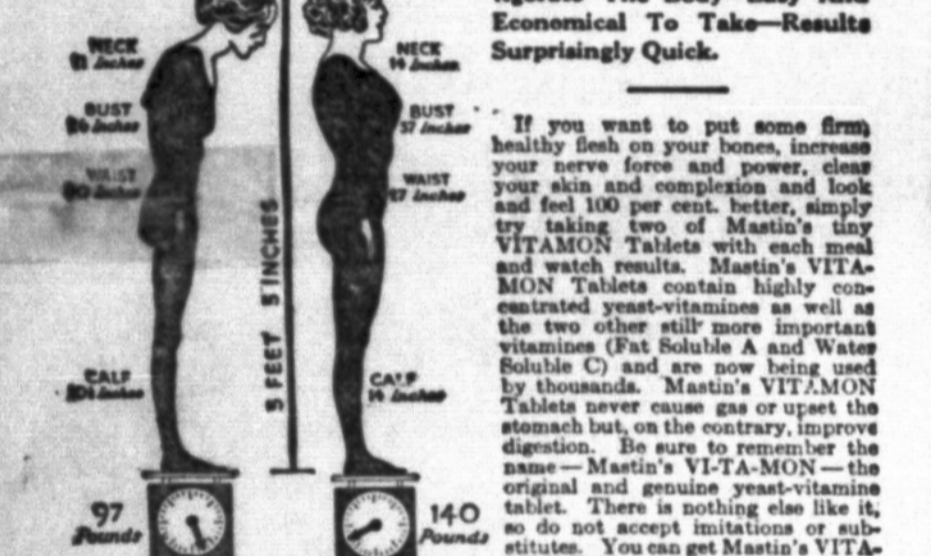 Economical To Take—Results
Surprisingly Quick.
NECK
Inches
BUST
Inches
WAIST
Inches
CALF
Inches
97
Pounds
5 FEET 5 INCHES
NECK
14 Inches
BUST
37 Inches
WAIST
27 Inches
CALF
14 Inches
140
Pounds
If you want to put some firm,
healthy flesh on your bones, increase
your nerve force and power, clear
your skin and complexion and look
and feel 100 per cent. better, simply
try taking two of Mastin's tiny
VITAMON Tablets with each meal
and watch results. Mastin's VITA-
MON Tablets contain highly con-
centrated yeast-vitamines as well as
the two other still more important
vitamines (Fat Soluble A and Water
Soluble C) and are now being used
by thousands. Mastin's VITAMON
Tablets never cause gas or upset the
stomach but, on the contrary, improve
digestion. Be sure to remember the
name—Mastin's VI-TA-MON—the
original and genuine yeast-vitamine
tablet. There is nothing else like it,
so do not accept imitations or sub-
stitutes. You can get Mastin's VITA-